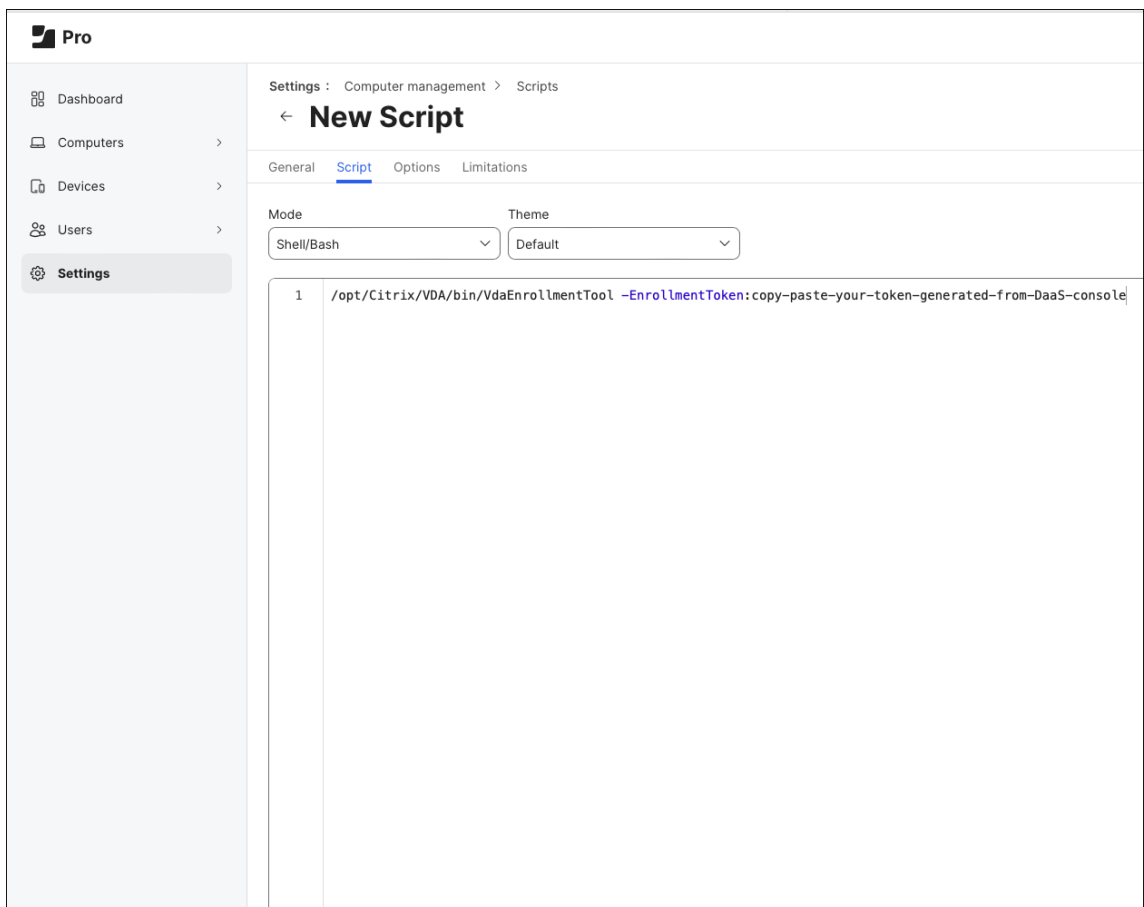 Pro
Dashboard
Computers
Devices
Users
Settings
Settings : Computer management > Scripts
← New Script
General Script Options Limitations
Mode Theme
Shell/Bash Default
1 /opt/Citrix/VDA/bin/VdaEnrollmentTool -EnrollmentToken:copy-paste-your-token-generated-from-DaaS-console